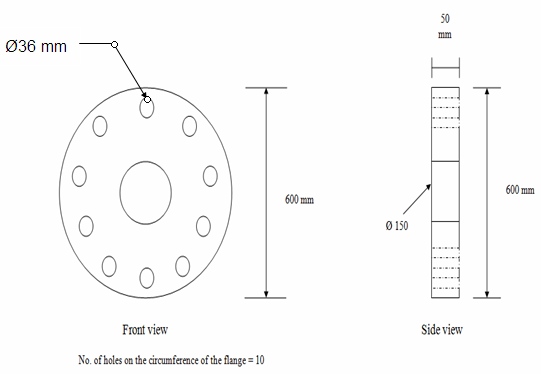 50
mm
Ø36 mm
600 mm
600 mm
Ø 150
Front view
Side view
No. of holes on the circumference of the flange = 10